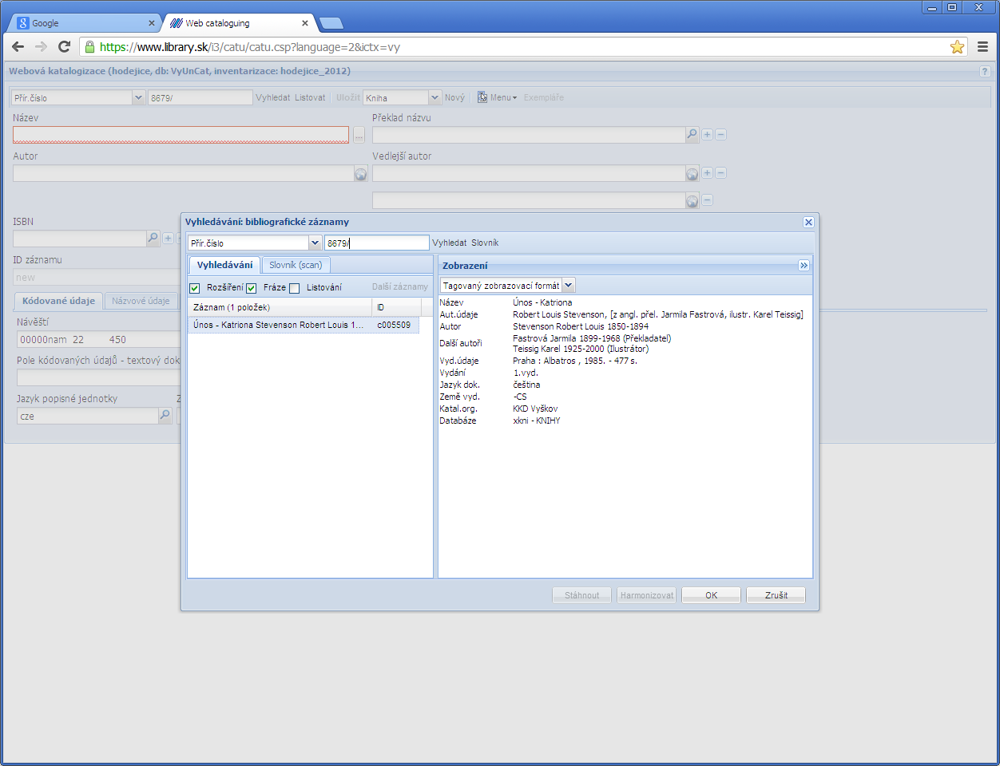 Google
Web cataloguing
https://www.library.sk/i3/catu/catu.csp?language=2&ictx=vy
Webová katalogizace (hodejice, db: VyUnCat, inventarizace: hodejice_2012)
?
Přír.číslo 8679/ Vyhledat Listovat Uložit Kniha Nový Menu Exempláře
Název Překlad názvu
...
Autor Vedlejší autor
ISBN
ID záznamu
new
Kódované údaje Názvové údaje
Návěští
00000nam 22 450
Pole kódovaných údajů - textový dok
Jazyk popisné jednotky
cze
Vyhledávání: bibliografické záznamy
Přír.číslo 8679/ Vyhledat Slovník
Vyhledávání Slovník (scan)
Rozšíření Fráze Listování Další záznamy
Záznam (1 položek) ID
Únos - Katriona Stevenson Robert Louis 1... c005509
Zobrazení
Tagovaný zobrazovací formát
Název Únos - Katriona
Aut.údaje Robert Louis Stevenson, [z angl. přel. Jarmila Fastrová, ilustr. Karel Teissig]
Autor Stevenson Robert Louis 1850-1894
Další autoři Fastrová Jarmila 1899-1968 (Překladatel)
Teissig Karel 1925-2000 (Ilustrátor)
Vyd.údaje Praha : Albatros , 1985. - 477 s.
Vydání 1.vyd.
Jazyk dok. čeština
Země vyd. -CS
Katal.org. KKD Vyškov
Databáze xkni - KNIHY
Stáhnout Harmonizovat OK Zrušit